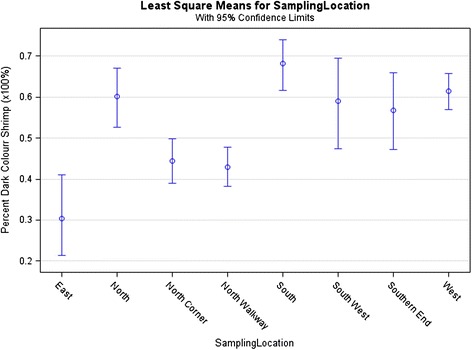 Least Square Means for SamplingLocation
With 95% Confidence Limits
Percent Dark Colourr Shrimp (x100%)
0.7
0.6
0.5
0.4
0.3
0.2
East
North
North Corner
North Walkway
South
South West
Southern End
West
SamplingLocation